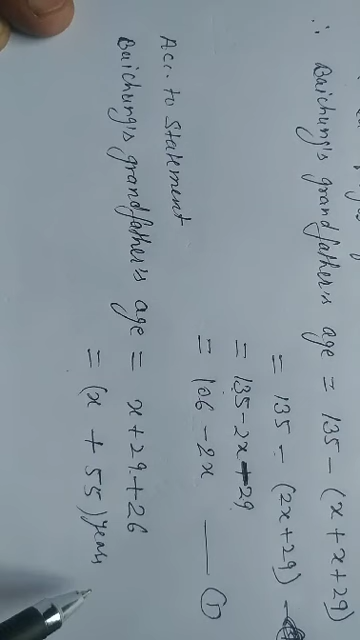 ∴ Baichung's grandfather's age = 135 - (x + x + 29)
= 135 - (2x + 29)
= 135 - 2x - 29
= 106 - 2x —— (1)
Acc. to Statement
Baichung's grandfather's age = x + 29 + 26
= (x + 55) years